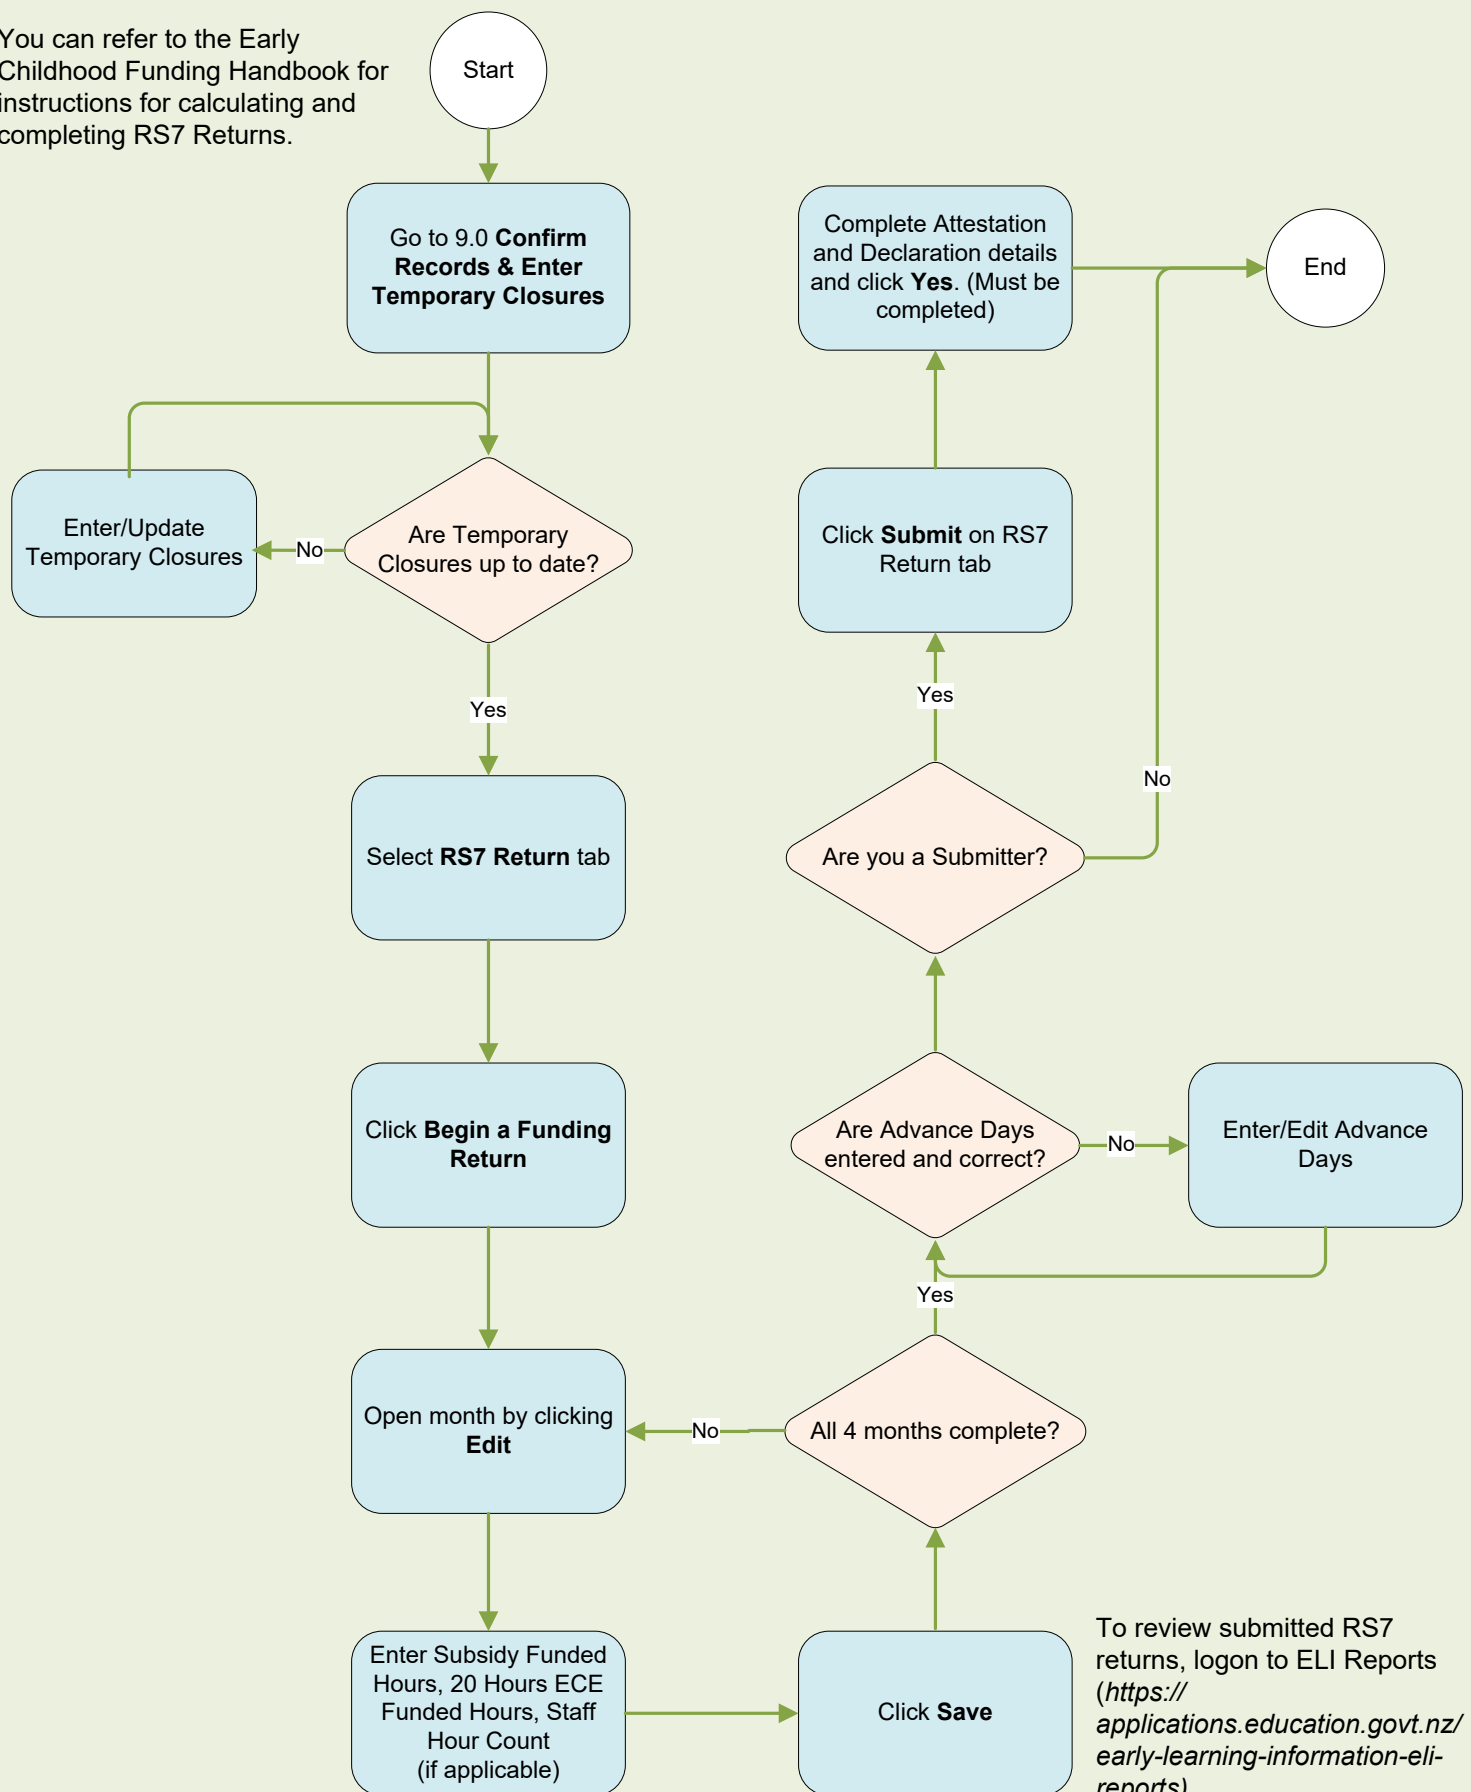 You can refer to the Early
Childhood Funding Handbook for
instructions for calculating and
completing RS7 Returns.
Start
Go to 9.0 Confirm
Records & Enter
Temporary Closures
Are Temporary
Closures up to date?
No
Enter/Update
Temporary Closures
Yes
Select RS7 Return tab
Click Begin a Funding
Return
Open month by clicking
Edit
Enter Subsidy Funded
Hours, 20 Hours ECE
Funded Hours, Staff
Hour Count
(if applicable)
Click Save
All 4 months complete?
No
Yes
Are Advance Days
entered and correct?
No
Enter/Edit Advance
Days
Are you a Submitter?
No
Yes
Click Submit on RS7
Return tab
Complete Attestation
and Declaration details
and click Yes. (Must be
completed)
End
To review submitted RS7
returns, logon to ELI Reports
(https://
applications.education.govt.nz/
early-learning-information-eli-
reports)